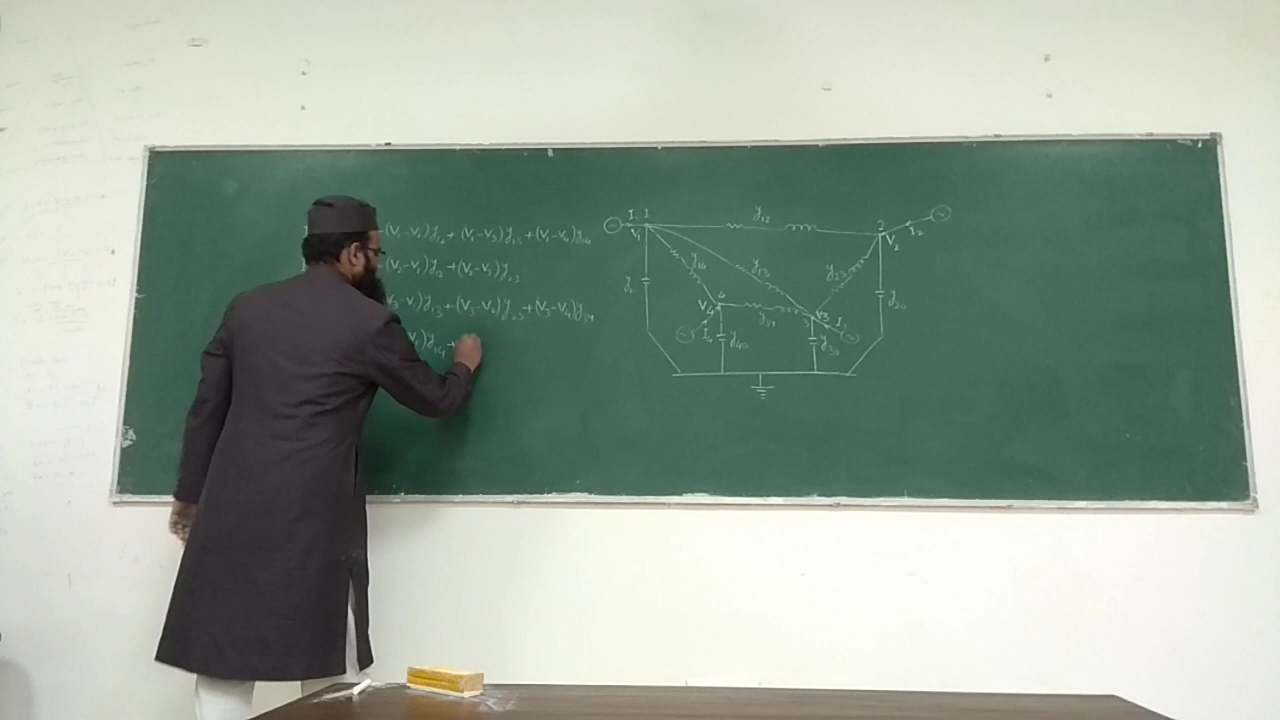 (V₁-V₂)y₁₂ + (V₁-V₃)y₁₃ + (V₁-V₄)y₁₄
(V₂-V₁)y₁₂ + (V₂-V₃)y₂₃
V₃-V₁)y₁₃ + (V₃-V₂)y₂₃ + (V₃-V₄)y₃₄
V₁)y₁₄ +
I₁ 1 y₁₂ 2 I₂
V₁ V₂
y₁₄ y₁₃ y₂₃
y₁ y₂₀
V₄ 4 y₃₄ V₃ 3 I₃
I₄ y₄₀ y₃₀